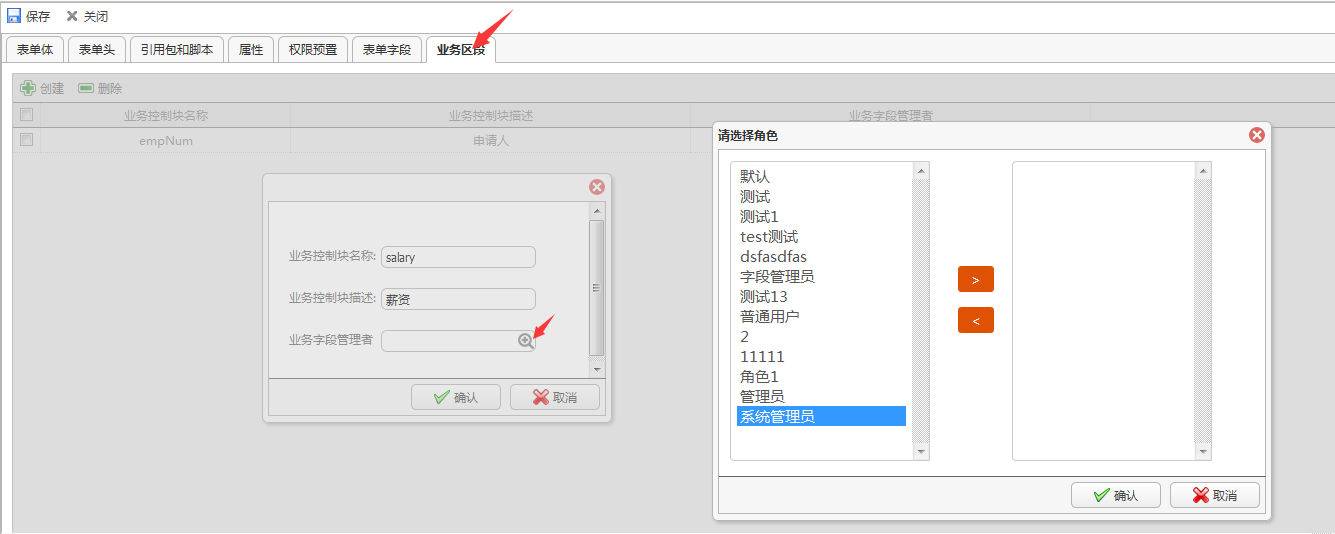 保存 关闭
表单体 表单头 引用包和脚本 属性 权限预置 表单字段 业务区段
创建 删除
业务控制块名称 业务控制块描述 业务字段管理者
empNum 申请人
业务控制块名称: salary
业务控制块描述: 薪资
业务字段管理者
确认 取消
请选择角色
默认
测试
测试1
test测试
dsfasdfas
字段管理员
测试13
普通用户
2
11111
角色1
管理员
系统管理员
>
<
确认 取消